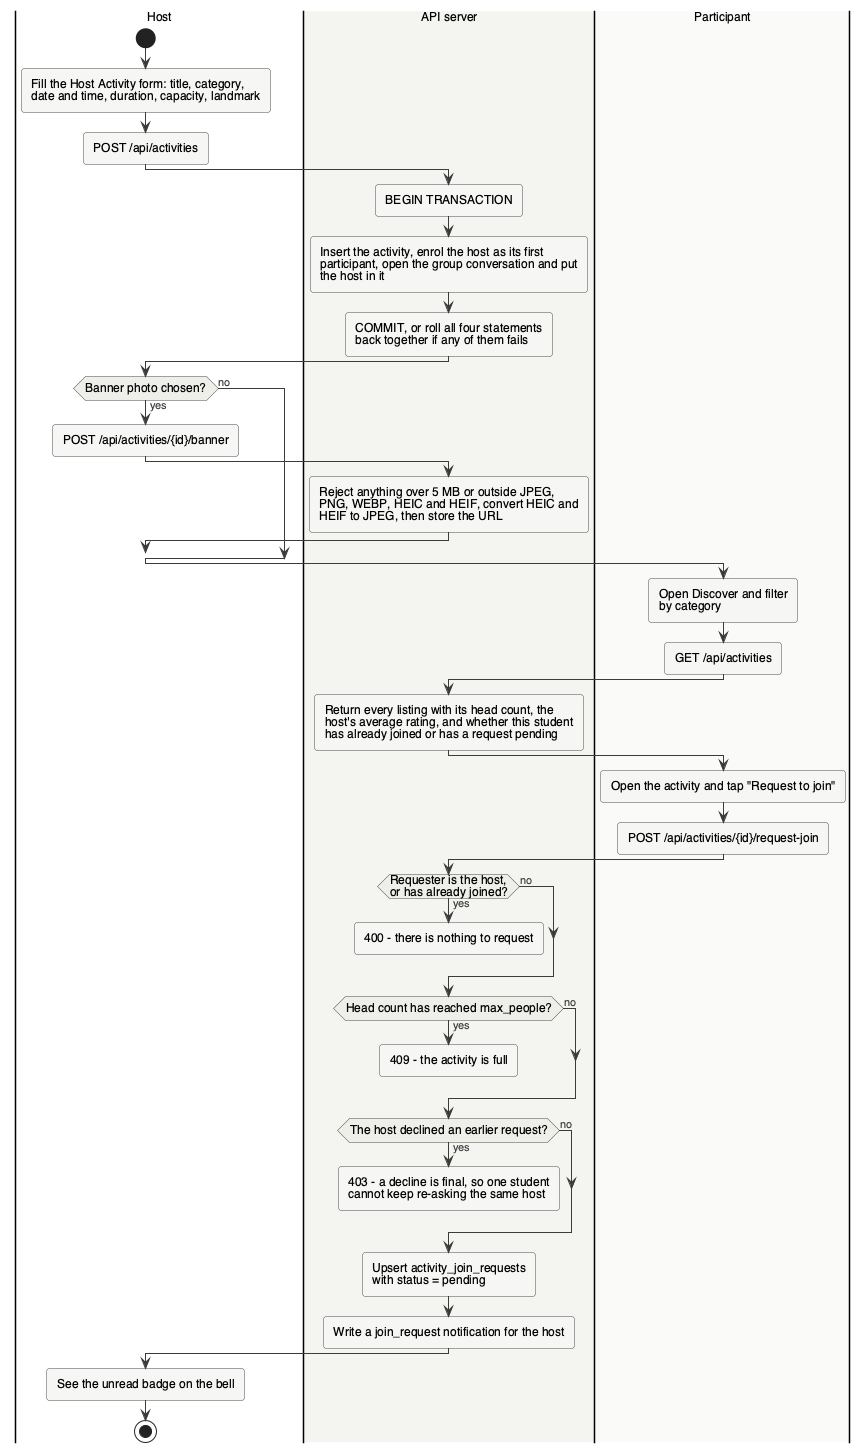 Host
API server
Participant
Fill the Host Activity form: title, category,
date and time, duration, capacity, landmark
POST /api/activities
BEGIN TRANSACTION
Insert the activity, enrol the host as its first
participant, open the group conversation and put
the host in it
COMMIT, or roll all four statements
back together if any of them fails
Banner photo chosen?
no
yes
POST /api/activities/{id}/banner
Reject anything over 5 MB or outside JPEG,
PNG, WEBP, HEIC and HEIF, convert HEIC and
HEIF to JPEG, then store the URL
Open Discover and filter
by category
GET /api/activities
Return every listing with its head count, the
host's average rating, and whether this student
has already joined or has a request pending
Open the activity and tap "Request to join"
POST /api/activities/{id}/request-join
Requester is the host,
or has already joined?
no
yes
400 - there is nothing to request
Head count has reached max_people?
no
yes
409 - the activity is full
The host declined an earlier request?
no
yes
403 - a decline is final, so one student
cannot keep re-asking the same host
Upsert activity_join_requests
with status = pending
Write a join_request notification for the host
See the unread badge on the bell